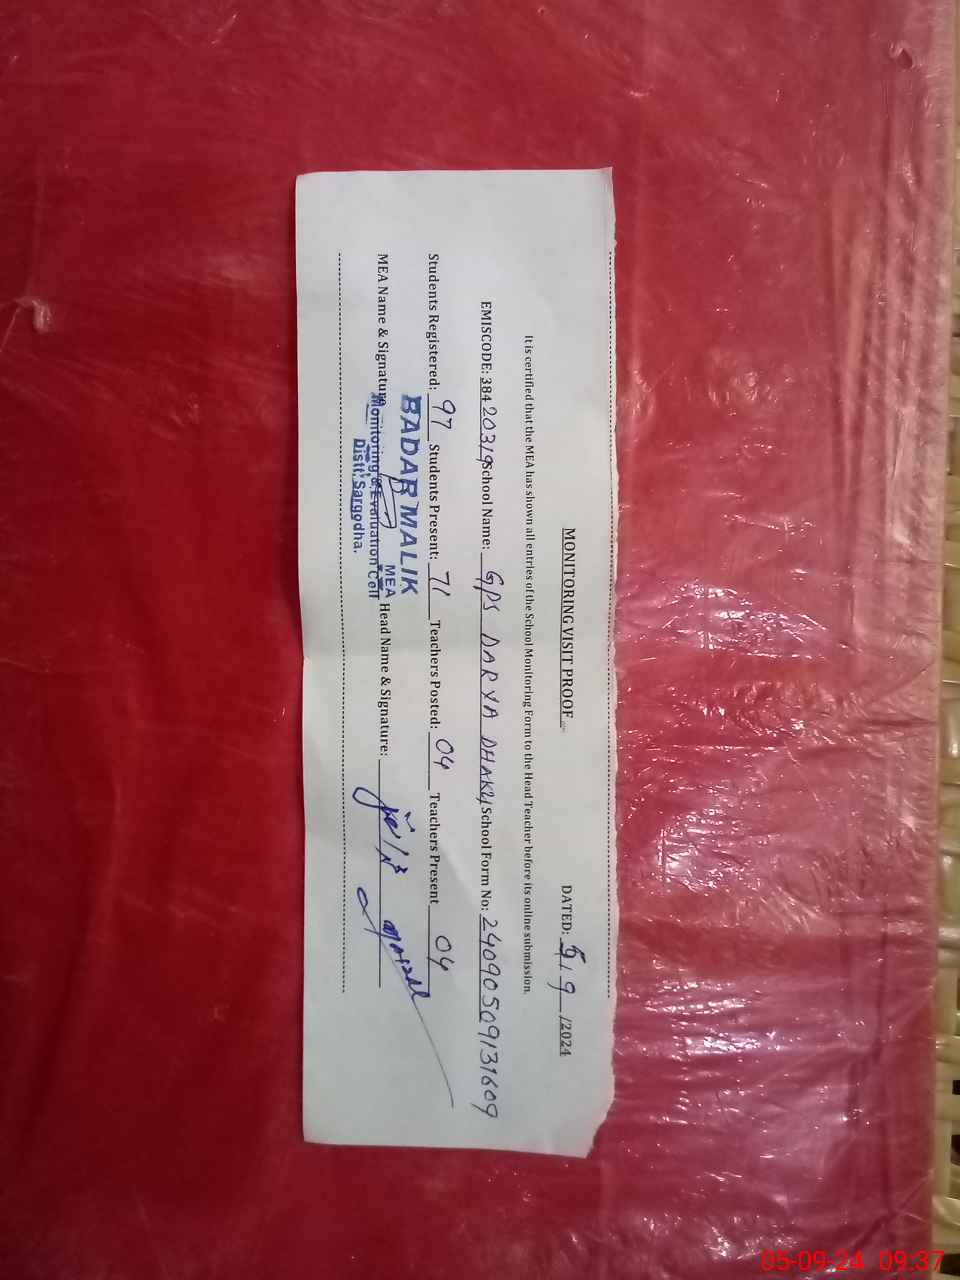 MONITORING VISIT PROOF
DATED: 5/9/2024
It is certified that the MEA has shown all entries of the School Monitoring Form to the Head Teacher before its online submission.
EMISCODE: 38420319 School Name: GPS DARYA DHAKU School Form No: 24090509131609
Students Registered: 97 Students Present: 71 Teachers Posted: 04 Teachers Present 04
MEA Name & Signature Head Name & Signature:
BADAR MALIK
MEA
Monitoring & Evaluation Cell
Distt; Sargodha.
05-09-24 09:37